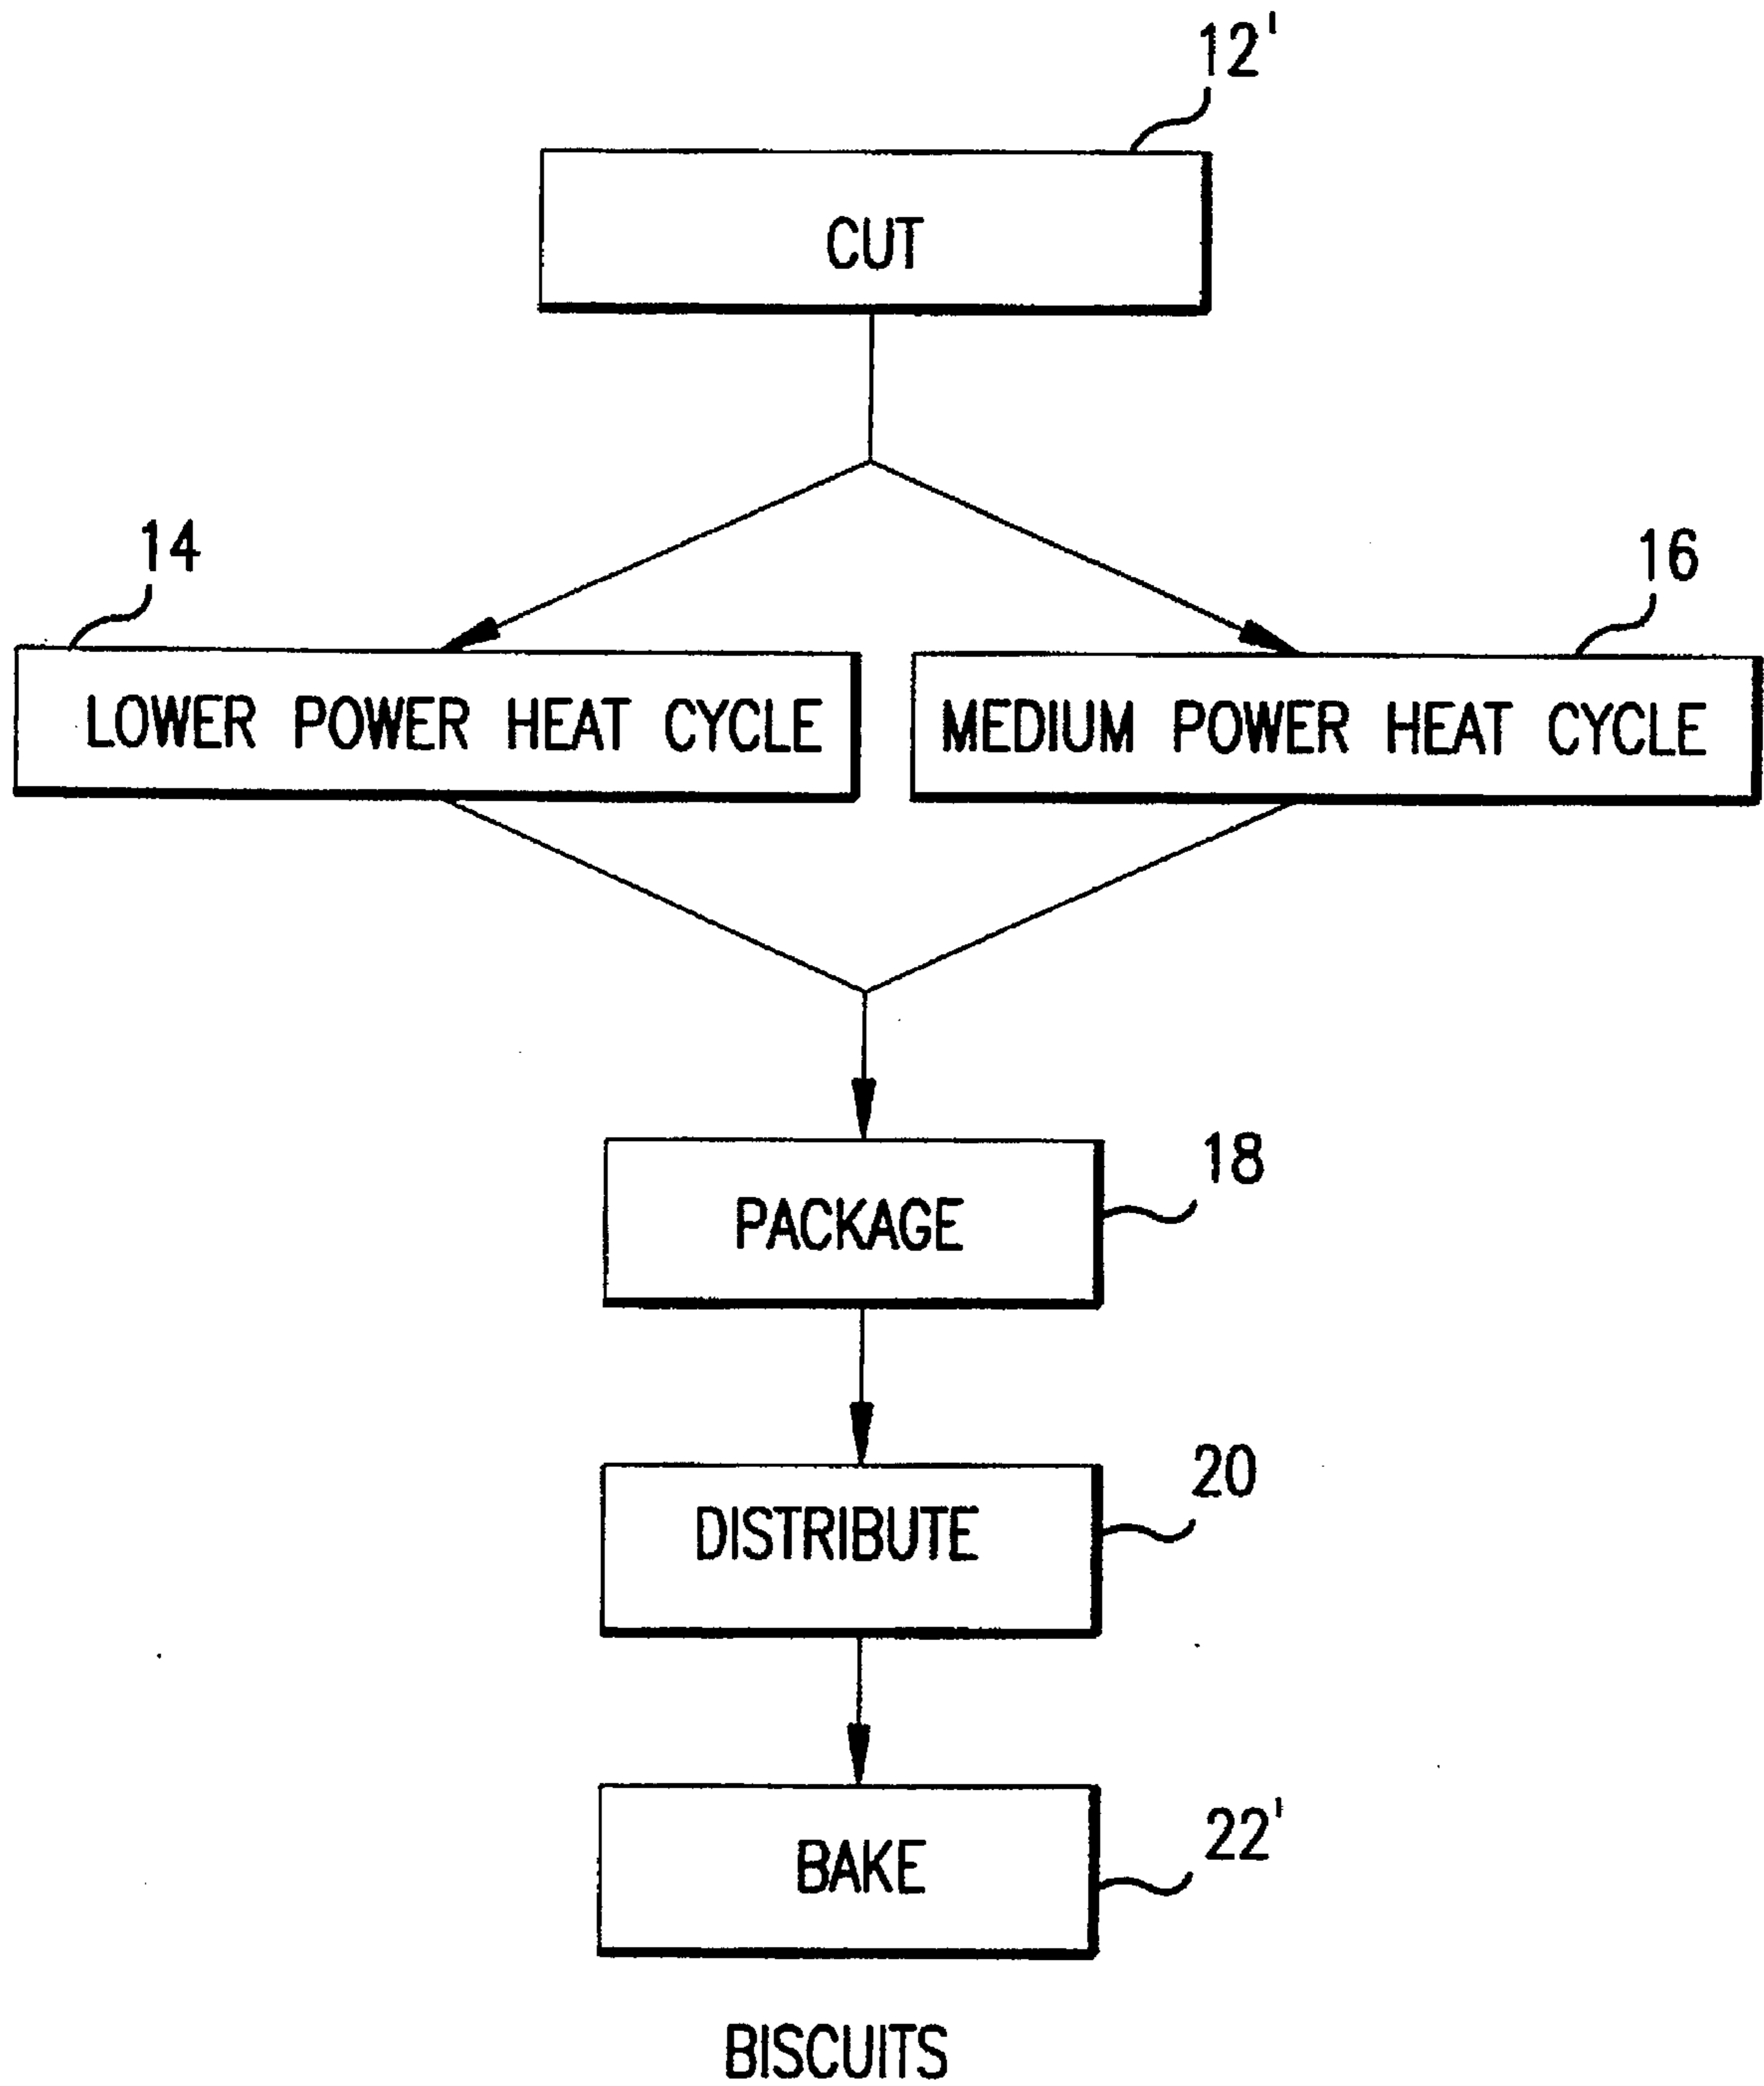 12'
CUT
14
16
LOWER POWER HEAT CYCLE
MEDIUM POWER HEAT CYCLE
18
PACKAGE
20
DISTRIBUTE
22'
BAKE
BISCUITS